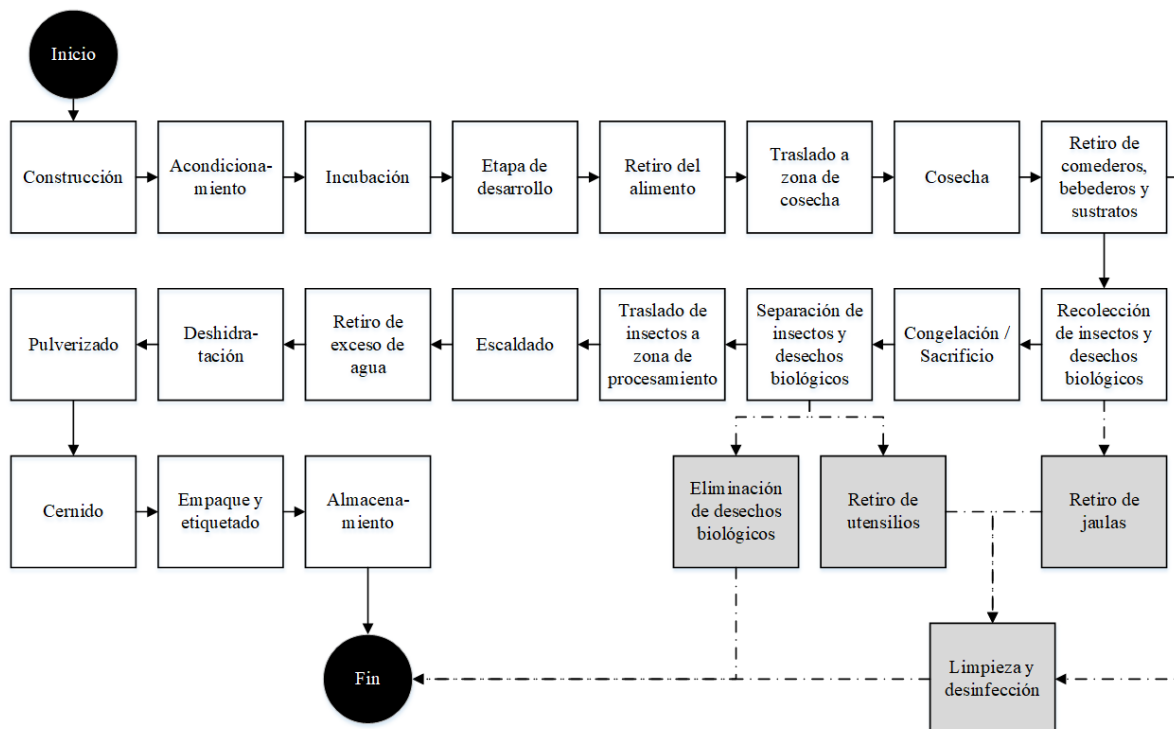 Inicio
Construcción
Acondiciona-
miento
Incubación
Etapa de
desarrollo
Retiro del
alimento
Traslado a
zona de
cosecha
Cosecha
Retiro de
comederos,
bebederos y
sustratos
Pulverizado
Deshidra-
tación
Retiro de
exceso de
agua
Escaldado
Traslado de
insectos a
zona de
procesamiento
Separación de
insectos y
desechos
biológicos
Congelación /
Sacrificio
Recolección
de insectos y
desechos
biológicos
Cernido
Empaque y
etiquetado
Almacena-
miento
Eliminación
de desechos
biológicos
Retiro de
utensilios
Retiro de
jaulas
Fin
Limpieza y
desinfección